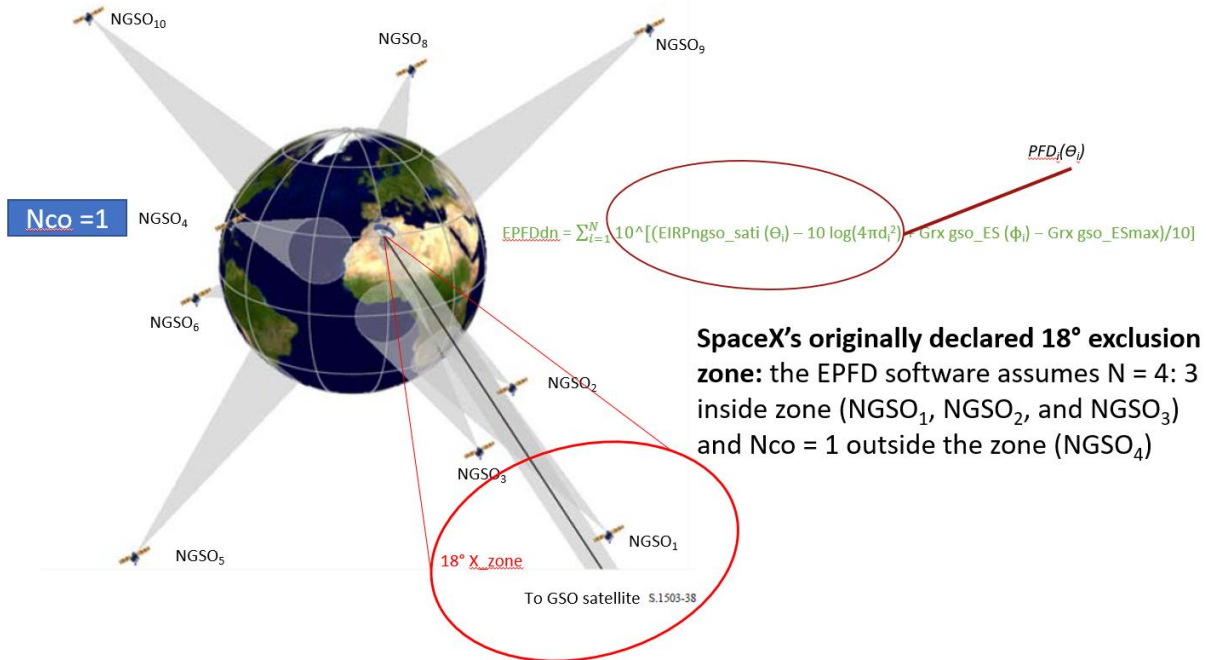 NGSO₁₀
NGSO₈
NGSO₉
PFDᵢ(Θᵢ)
Nco =1
NGSO₄
EPFDdn = ∑ᵢ₌₁ᴺ 10^[(EIRPngso_sati (Θᵢ) – 10 log(4πdᵢ²) + Grx gso_ES (ϕᵢ) – Grx gso_ESmax)/10]
NGSO₆
SpaceX’s originally declared 18° exclusion
zone: the EPFD software assumes N = 4: 3
inside zone (NGSO₁, NGSO₂, and NGSO₃)
and Nco = 1 outside the zone (NGSO₄)
NGSO₂
NGSO₃
NGSO₅
NGSO₁
18° X_zone
To GSO satellite S.1503-38